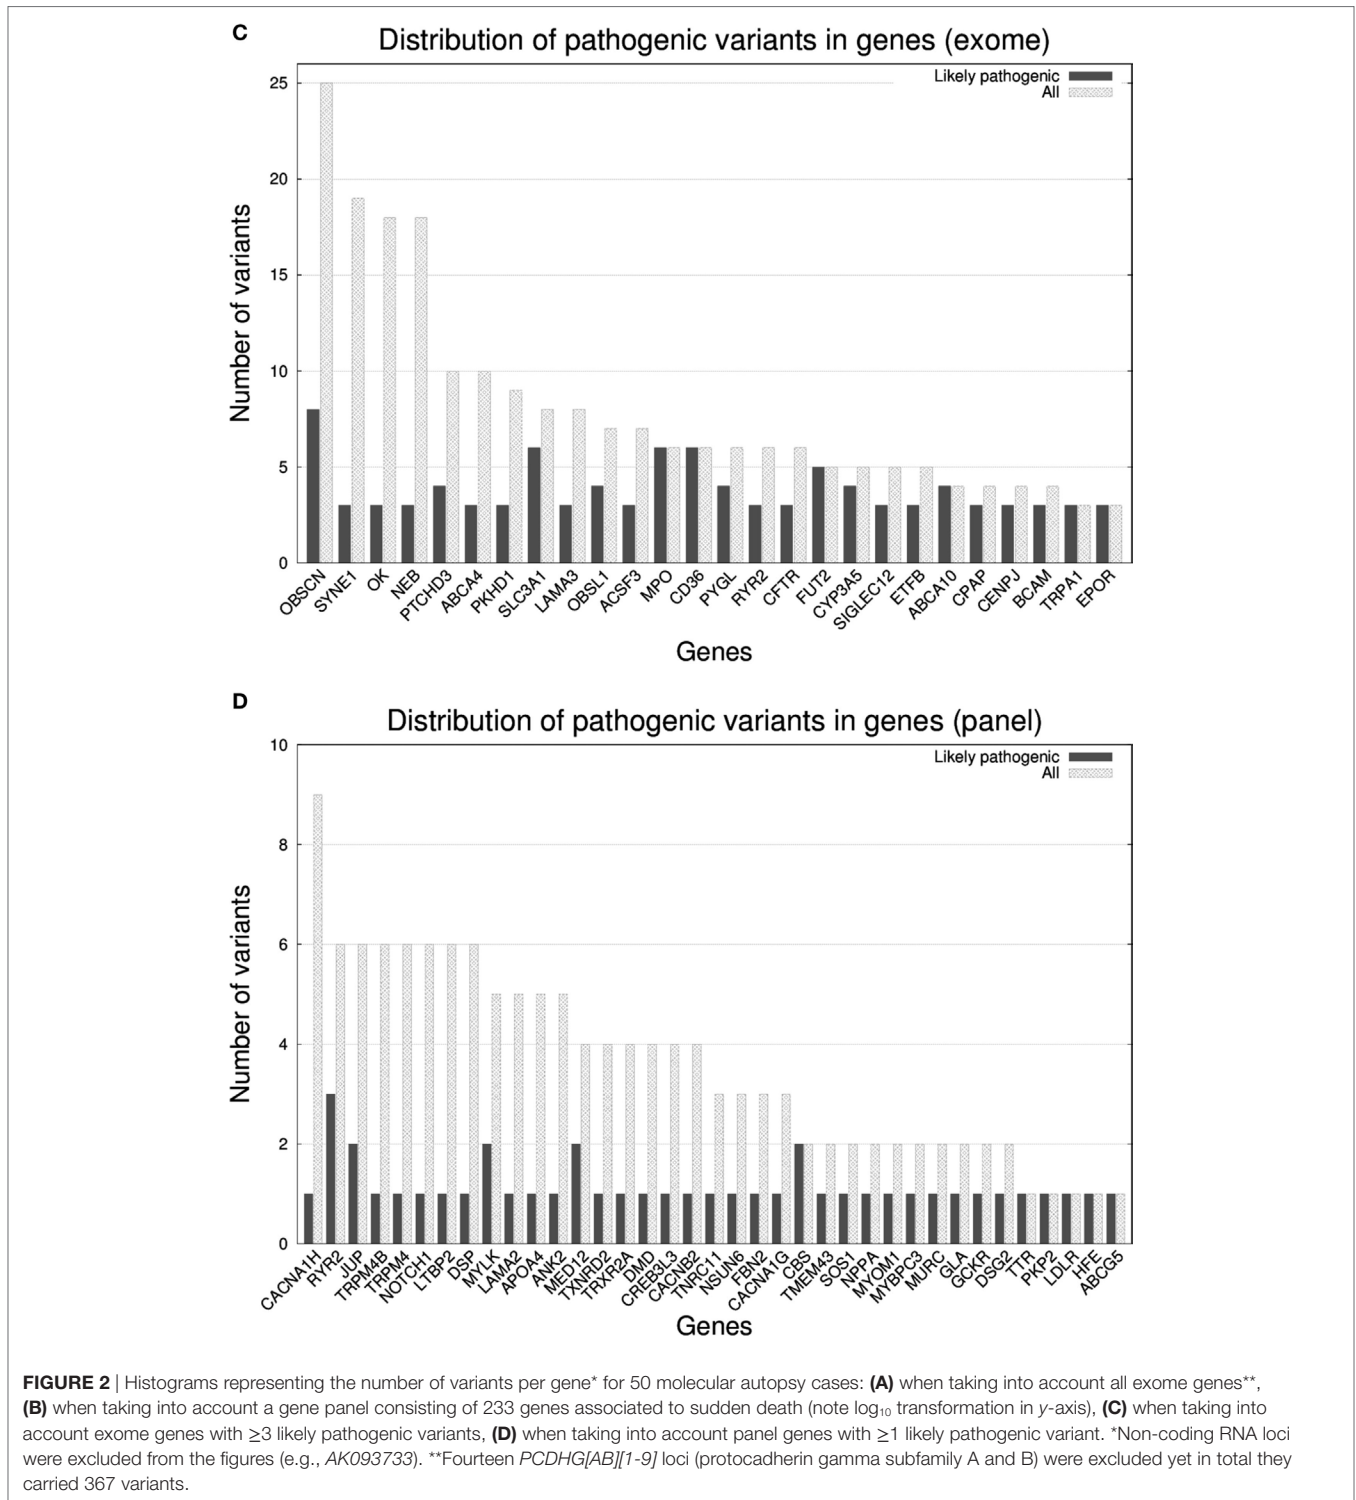 C
Distribution of pathogenic variants in genes (exome)
Likely pathogenic
All
Number of variants
25
20
15
10
5
0
OBSCN
SYNE1
OK
NEB
PTCHD3
ABCA4
PKHD1
SLC3A1
LAMA3
OBSL1
ACSF3
MPO
CD36
PYGL
RYR2
CFTR
FUT2
CYP3A5
SIGLEC12
ETFB
ABCA10
CPAP
CENPJ
BCAM
TRPA1
EPOR
Genes
D
Distribution of pathogenic variants in genes (panel)
Likely pathogenic
All
Number of variants
10
8
6
4
2
0
CACNA1H
RYR2
JUP
TRPM4B
TRPM4
NOTCH1
LTBP2
DSP
MYLK
LAMA2
APOA4
ANK2
MED12
TXNRD2
TRXR2A
DMD
CREB3L3
CACNB2
TNRC11
NSUN6
FBN2
CACNA1G
CBS
TMEM43
SOS1
NPPA
MYOM1
MYBPC3
MURC
GLA
GCKR
DSG2
TTR
PKP2
LDLR
HFE
ABCG5
Genes
FIGURE 2 | Histograms representing the number of variants per gene* for 50 molecular autopsy cases: (A) when taking into account all exome genes**,
(B) when taking into account a gene panel consisting of 233 genes associated to sudden death (note log₁₀ transformation in y-axis), (C) when taking into
account exome genes with ≥3 likely pathogenic variants, (D) when taking into account panel genes with ≥1 likely pathogenic variant. *Non-coding RNA loci
were excluded from the figures (e.g., AK093733). **Fourteen PCDHG[AB][1-9] loci (protocadherin gamma subfamily A and B) were excluded yet in total they
carried 367 variants.